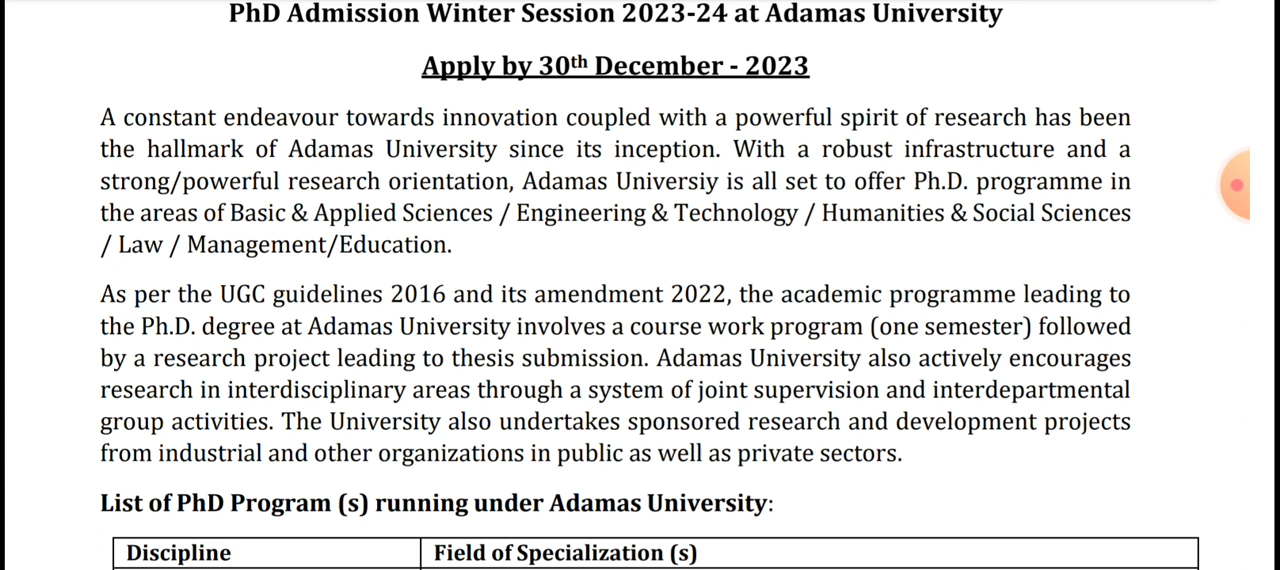 PhD Admission Winter Session 2023-24 at Adamas University
Apply by 30th December - 2023
A constant endeavour towards innovation coupled with a powerful spirit of research has been
the hallmark of Adamas University since its inception. With a robust infrastructure and a
strong/powerful research orientation, Adamas Universiy is all set to offer Ph.D. programme in
the areas of Basic & Applied Sciences / Engineering & Technology / Humanities & Social Sciences
/ Law / Management/Education.
As per the UGC guidelines 2016 and its amendment 2022, the academic programme leading to
the Ph.D. degree at Adamas University involves a course work program (one semester) followed
by a research project leading to thesis submission. Adamas University also actively encourages
research in interdisciplinary areas through a system of joint supervision and interdepartmental
group activities. The University also undertakes sponsored research and development projects
from industrial and other organizations in public as well as private sectors.
List of PhD Program (s) running under Adamas University:
Discipline Field of Specialization (s)